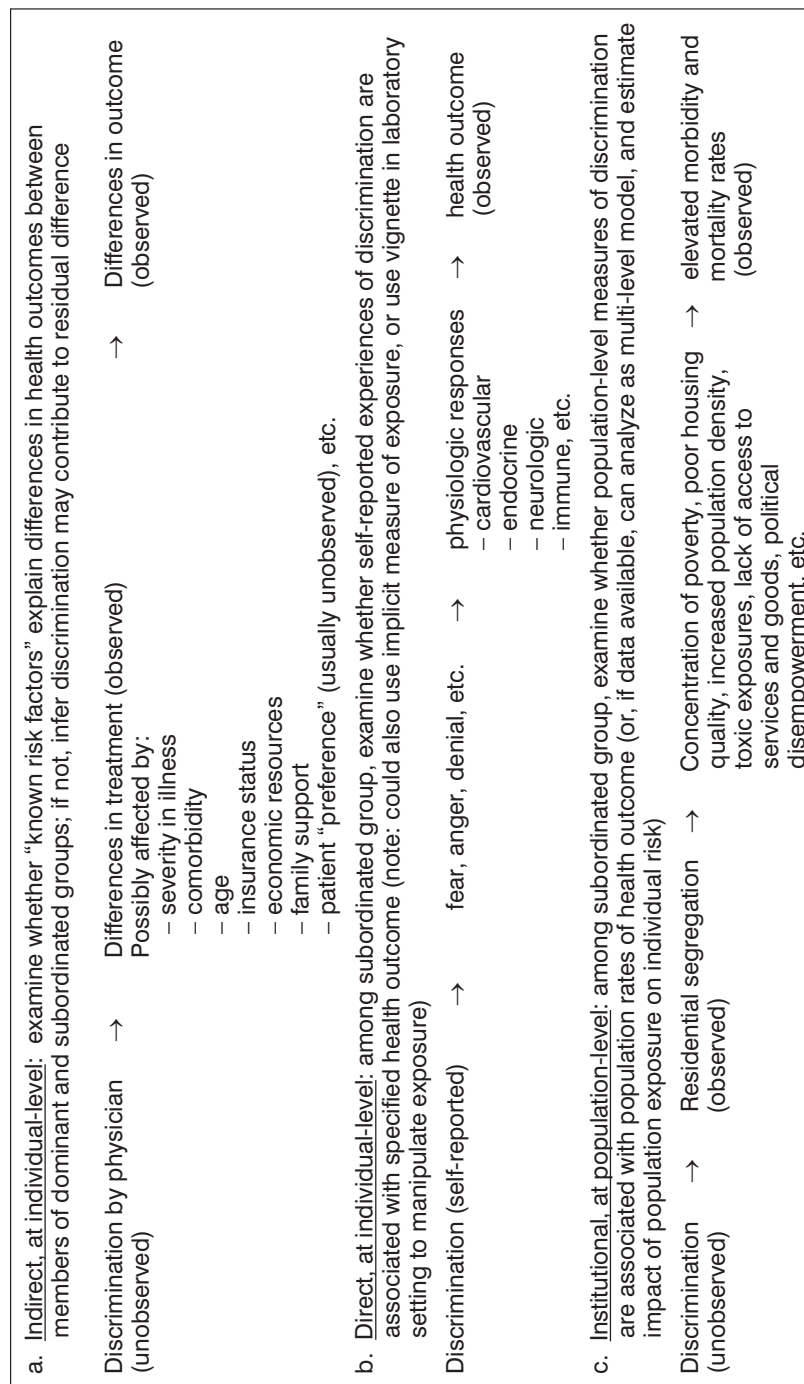 a. Indirect, at individual-level: examine whether “known risk factors” explain differences in health outcomes between
members of dominant and subordinated groups; if not, infer discrimination may contribute to residual difference
Discrimination by physician → Differences in treatment (observed) → Differences in outcome
(unobserved) Possibly affected by: (observed)
– severity in illness
– comorbidity
– age
– insurance status
– economic resources
– family support
– patient “preference” (usually unobserved), etc.
b. Direct, at individual-level: among subordinated group, examine whether self-reported experiences of discrimination are
associated with specified health outcome (note: could also use implicit measure of exposure, or use vignette in laboratory
setting to manipulate exposure)
Discrimination (self-reported) → fear, anger, denial, etc. → physiologic responses → health outcome
– cardiovascular (observed)
– endocrine
– neurologic
– immune, etc.
c. Institutional, at population-level: among subordinated group, examine whether population-level measures of discrimination
are associated with population rates of health outcome (or, if data available, can analyze as multi-level model, and estimate
impact of population exposure on individual risk)
Discrimination → Residential segregation → Concentration of poverty, poor housing → elevated morbidity and
(unobserved) (observed) quality, increased population density, mortality rates
toxic exposures, lack of access to (observed)
services and goods, political
disempowerment, etc.